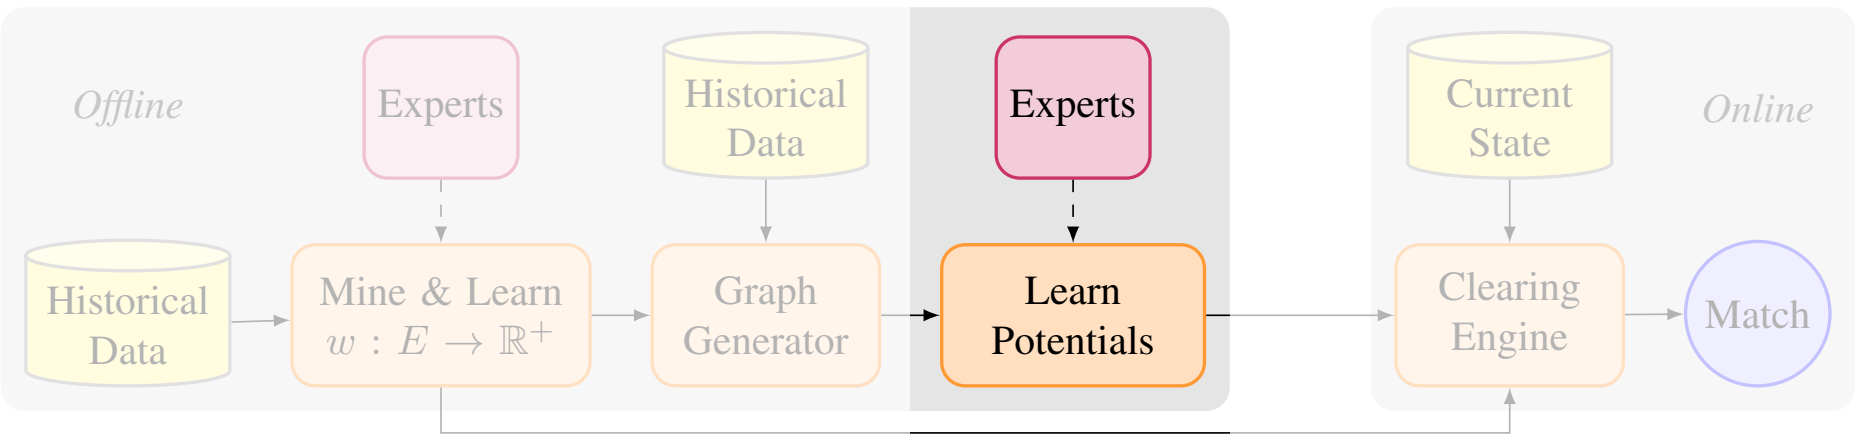 Offline
Experts
Historical
Data
Experts
Current
State
Online
Historical
Data
Mine & Learn
w : E → ℝ⁺
Graph
Generator
Learn
Potentials
Clearing
Engine
Match